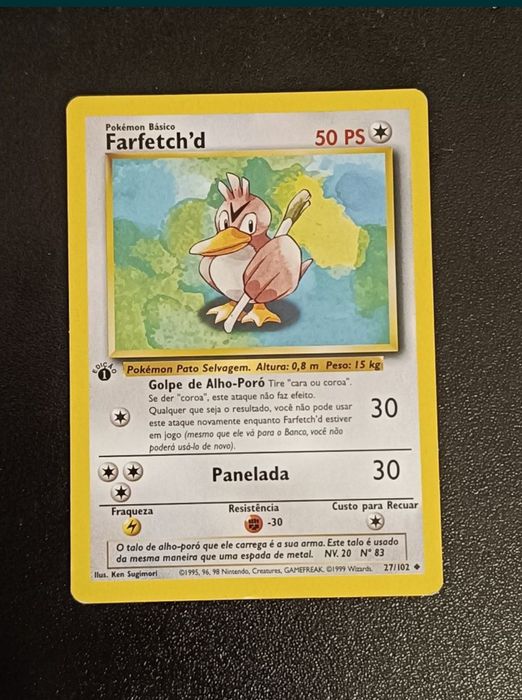 Pokémon Básico
Farfetch'd
50 PS
EDIÇÃO
1
Pokémon Pato Selvagem. Altura: 0,8 m Peso: 15 kg
Golpe de Alho-Poró Tire "cara ou coroa".
Se der "coroa", este ataque não faz efeito.
Qualquer que seja o resultado, você não pode usar
este ataque novamente enquanto Farfetch'd estiver
em jogo (mesmo que ele vá para o Banco, você não
poderá usá-lo de novo).
30
Panelada
30
Fraqueza
Resistência
Custo para Recuar
-30
O talo de alho-poró que ele carrega é a sua arma. Este talo é usado
da mesma maneira que uma espada de metal. NV. 20 Nº 83
Ilus. Ken Sugimori
©1995, 96, 98 Nintendo, Creatures, GAMEFREAK. ©1999 Wizards.
27/102